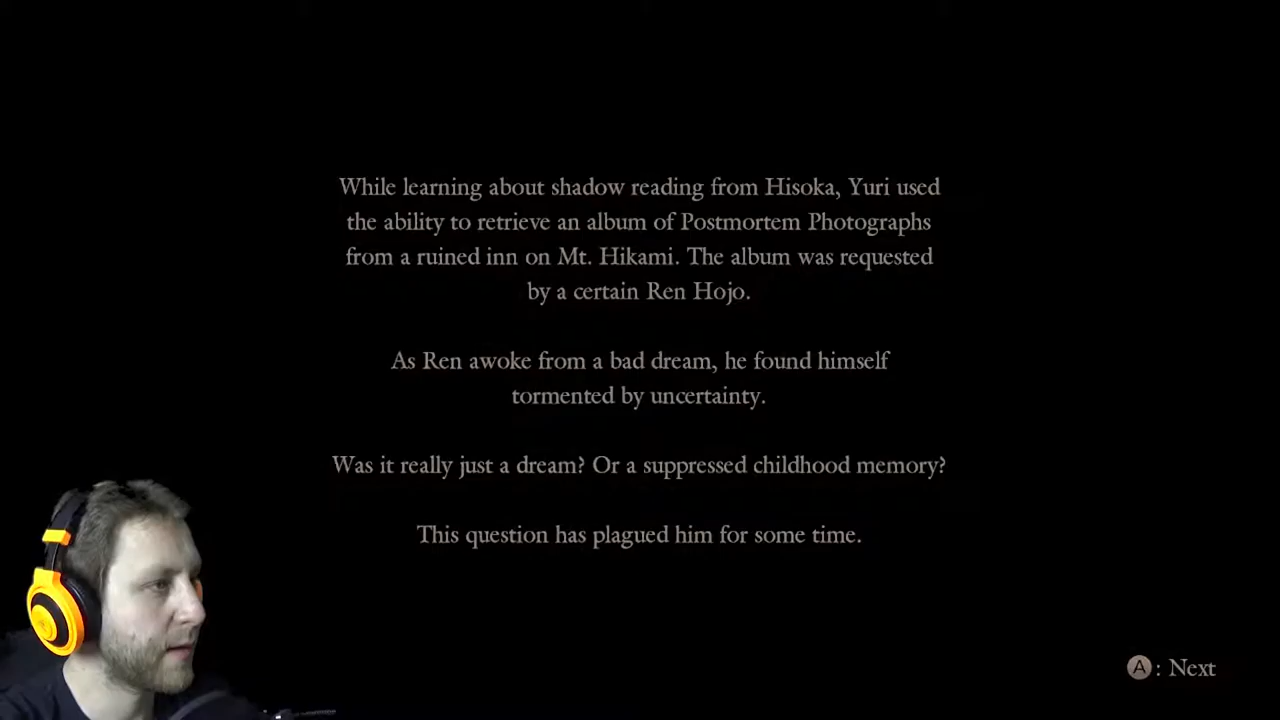 While learning about shadow reading from Hisoka, Yuri used
the ability to retrieve an album of Postmortem Photographs
from a ruined inn on Mt. Hikami. The album was requested
by a certain Ren Hojo.
As Ren awoke from a bad dream, he found himself
tormented by uncertainty.
Was it really just a dream? Or a suppressed childhood memory?
This question has plagued him for some time.
A : Next